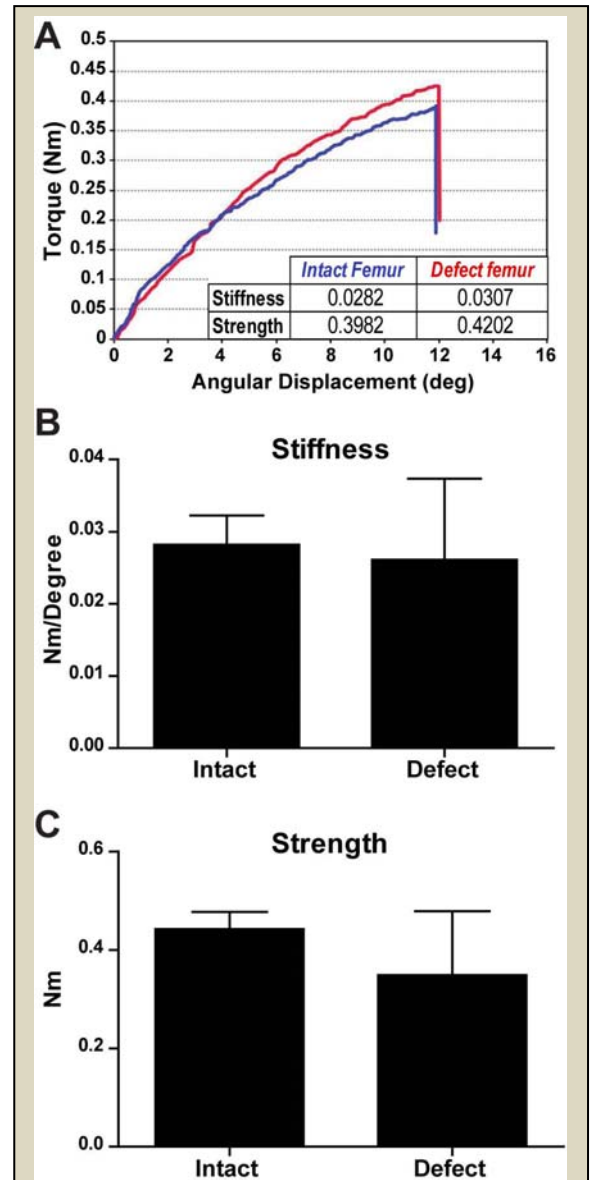 A
0.5
0.45
0.4
0.35
0.3
0.25
0.2
0.15
0.1
0.05
0
Torque (Nm)
Intact Femur Defect femur
Stiffness 0.0282 0.0307
Strength 0.3982 0.4202
0 2 4 6 8 10 12 14 16
Angular Displacement (deg)
B
Stiffness
0.04
0.03
0.02
0.01
0.00
Nm/Degree
Intact Defect
C
Strength
0.6
0.4
0.2
0.0
Nm
Intact Defect